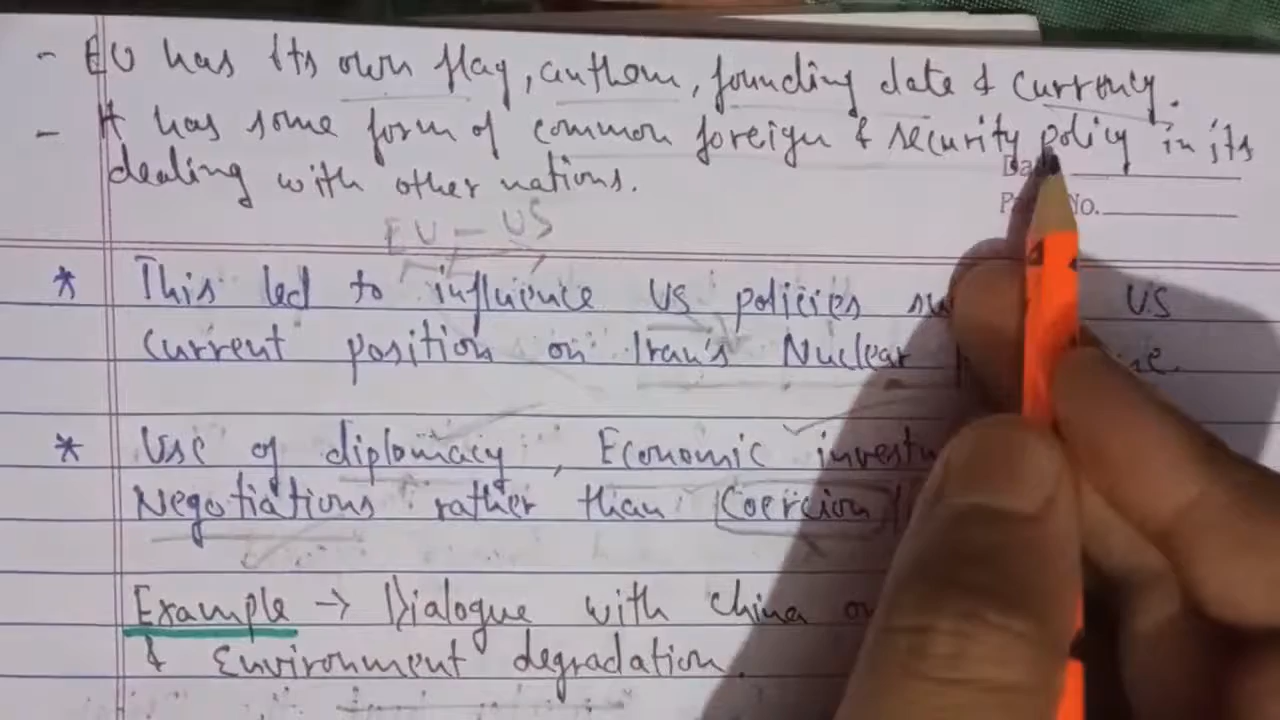 - EU has its own flag, anthem, founding date & currency.
- It has some form of common foreign & security policy in its
dealing with other nations.
No.
EU - US
* This led to influence US policies US
Current position on Iran's Nuclear
* Use of diplomacy, Economic
Negotiations rather than Coercion
Example → Dialogue with China
& Environment degradation.